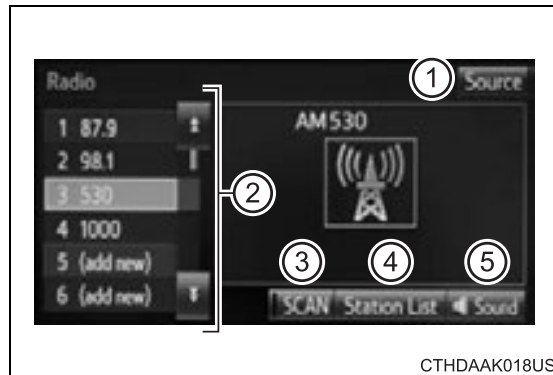 Radio
1
Source
1 87.9
2 98.1
3 530
4 1000
5 (add new)
6 (add new)
2
AM 530
3
4
5
SCAN
Station List
Sound
CTHDAAK018US